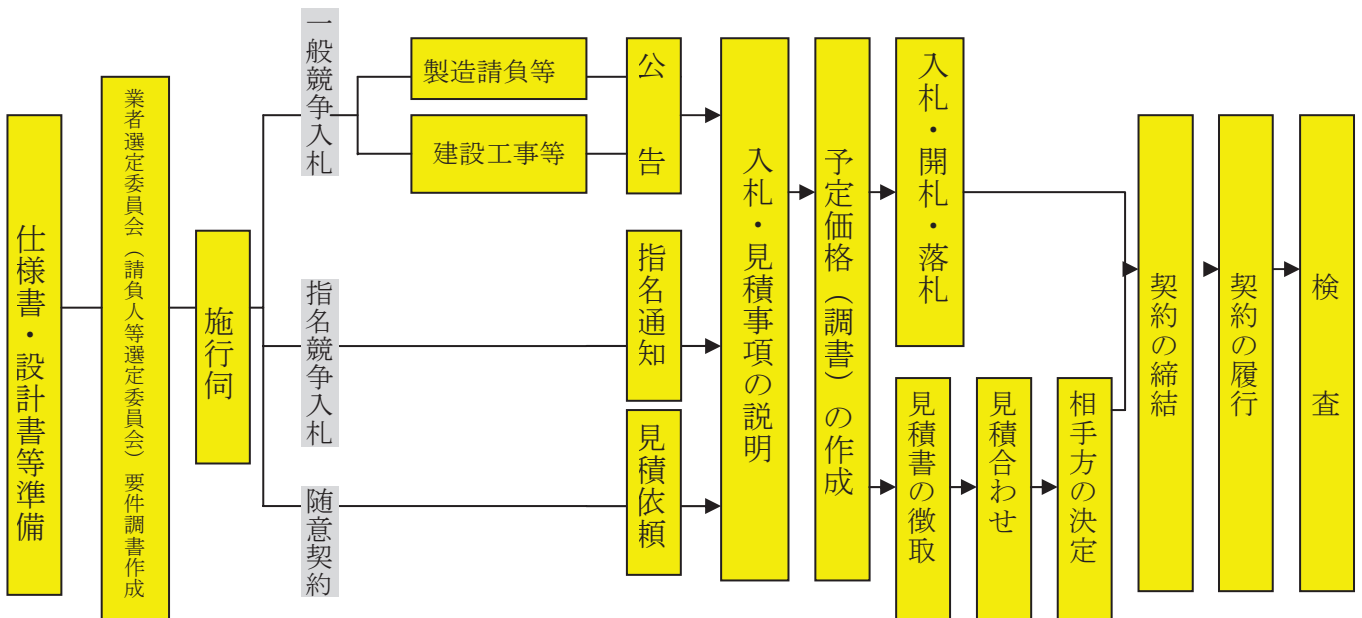 仕様書・設計書等準備
業者選定委員会（請負人等選定委員会）要件調書作成
施行伺
一般競争入札
製造請負等
建設工事等
公告
指名競争入札
指名通知
随意契約
見積依頼
入札・見積事項の説明
予定価格（調書）の作成
入札・開札・落札
見積書の徴取
見積合わせ
相手方の決定
契約の締結
契約の履行
検査